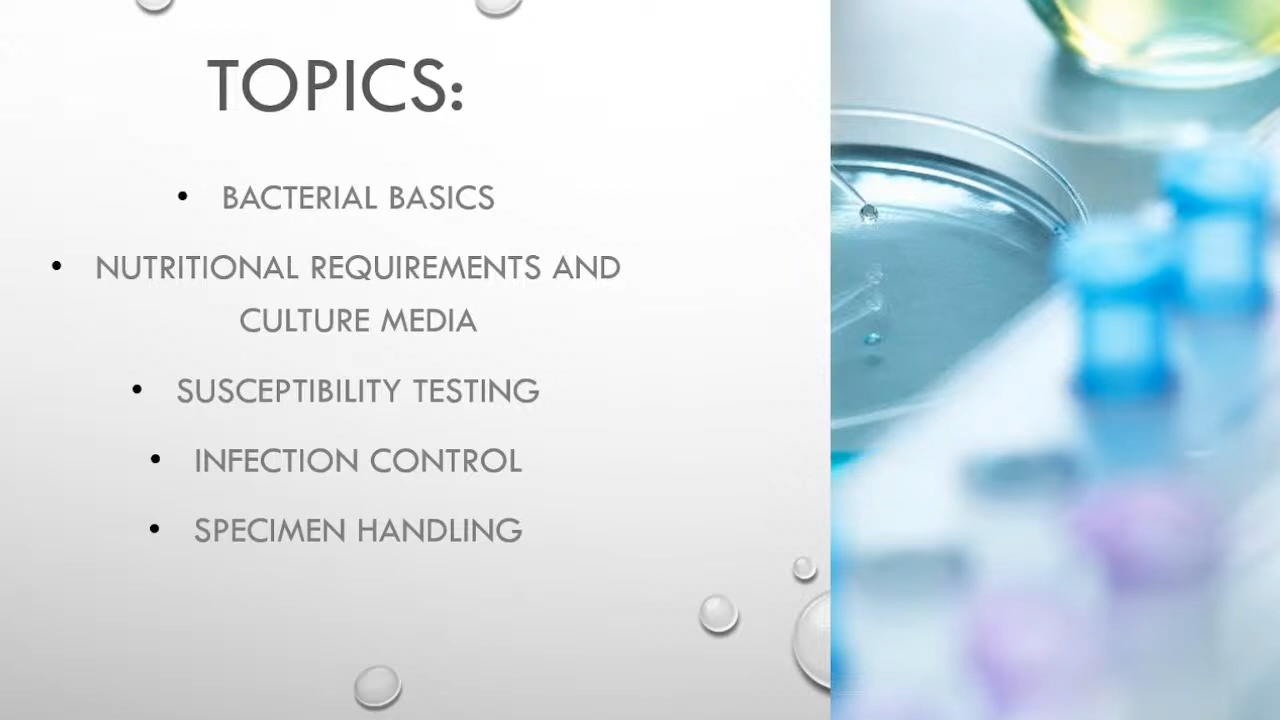 TOPICS:
• BACTERIAL BASICS
• NUTRITIONAL REQUIREMENTS AND
CULTURE MEDIA
• SUSCEPTIBILITY TESTING
• INFECTION CONTROL
• SPECIMEN HANDLING